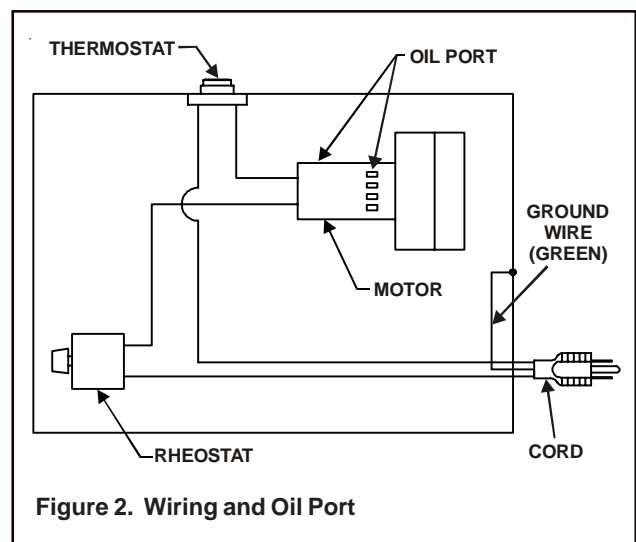 THERMOSTAT
OIL PORT
GROUND
WIRE
(GREEN)
MOTOR
RHEOSTAT
CORD
Figure 2. Wiring and Oil Port